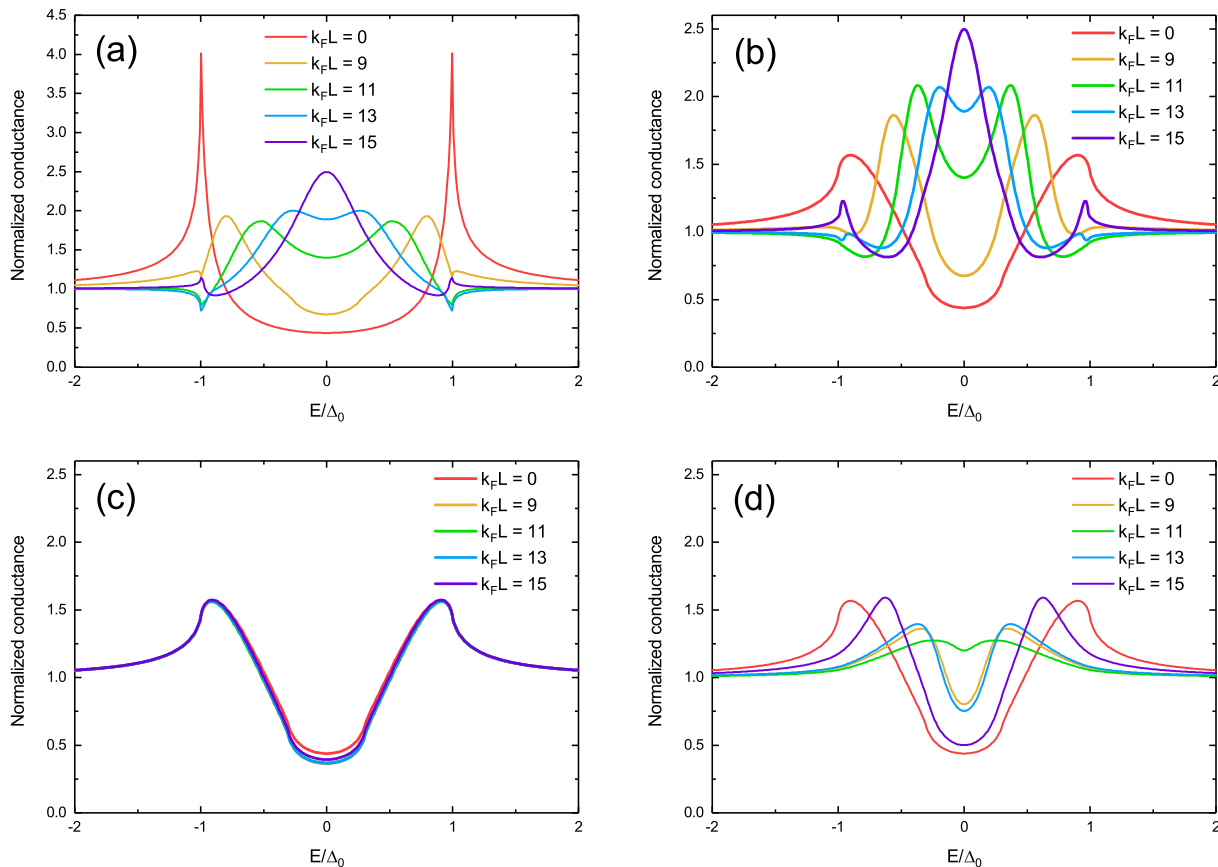 (a)
k_FL = 0
k_FL = 9
k_FL = 11
k_FL = 13
k_FL = 15
4.5
4.0
3.5
3.0
2.5
2.0
1.5
1.0
0.5
0.0
-2
-1
0
1
2
Normalized conductance
E/Δ_0
(b)
k_FL = 0
k_FL = 9
k_FL = 11
k_FL = 13
k_FL = 15
2.5
2.0
1.5
1.0
0.5
0.0
-2
-1
0
1
2
Normalized conductance
E/Δ_0
(c)
k_FL = 0
k_FL = 9
k_FL = 11
k_FL = 13
k_FL = 15
2.5
2.0
1.5
1.0
0.5
0.0
-2
-1
0
1
2
Normalized conductance
E/Δ_0
(d)
k_FL = 0
k_FL = 9
k_FL = 11
k_FL = 13
k_FL = 15
2.5
2.0
1.5
1.0
0.5
0.0
-2
-1
0
1
2
Normalized conductance
E/Δ_0